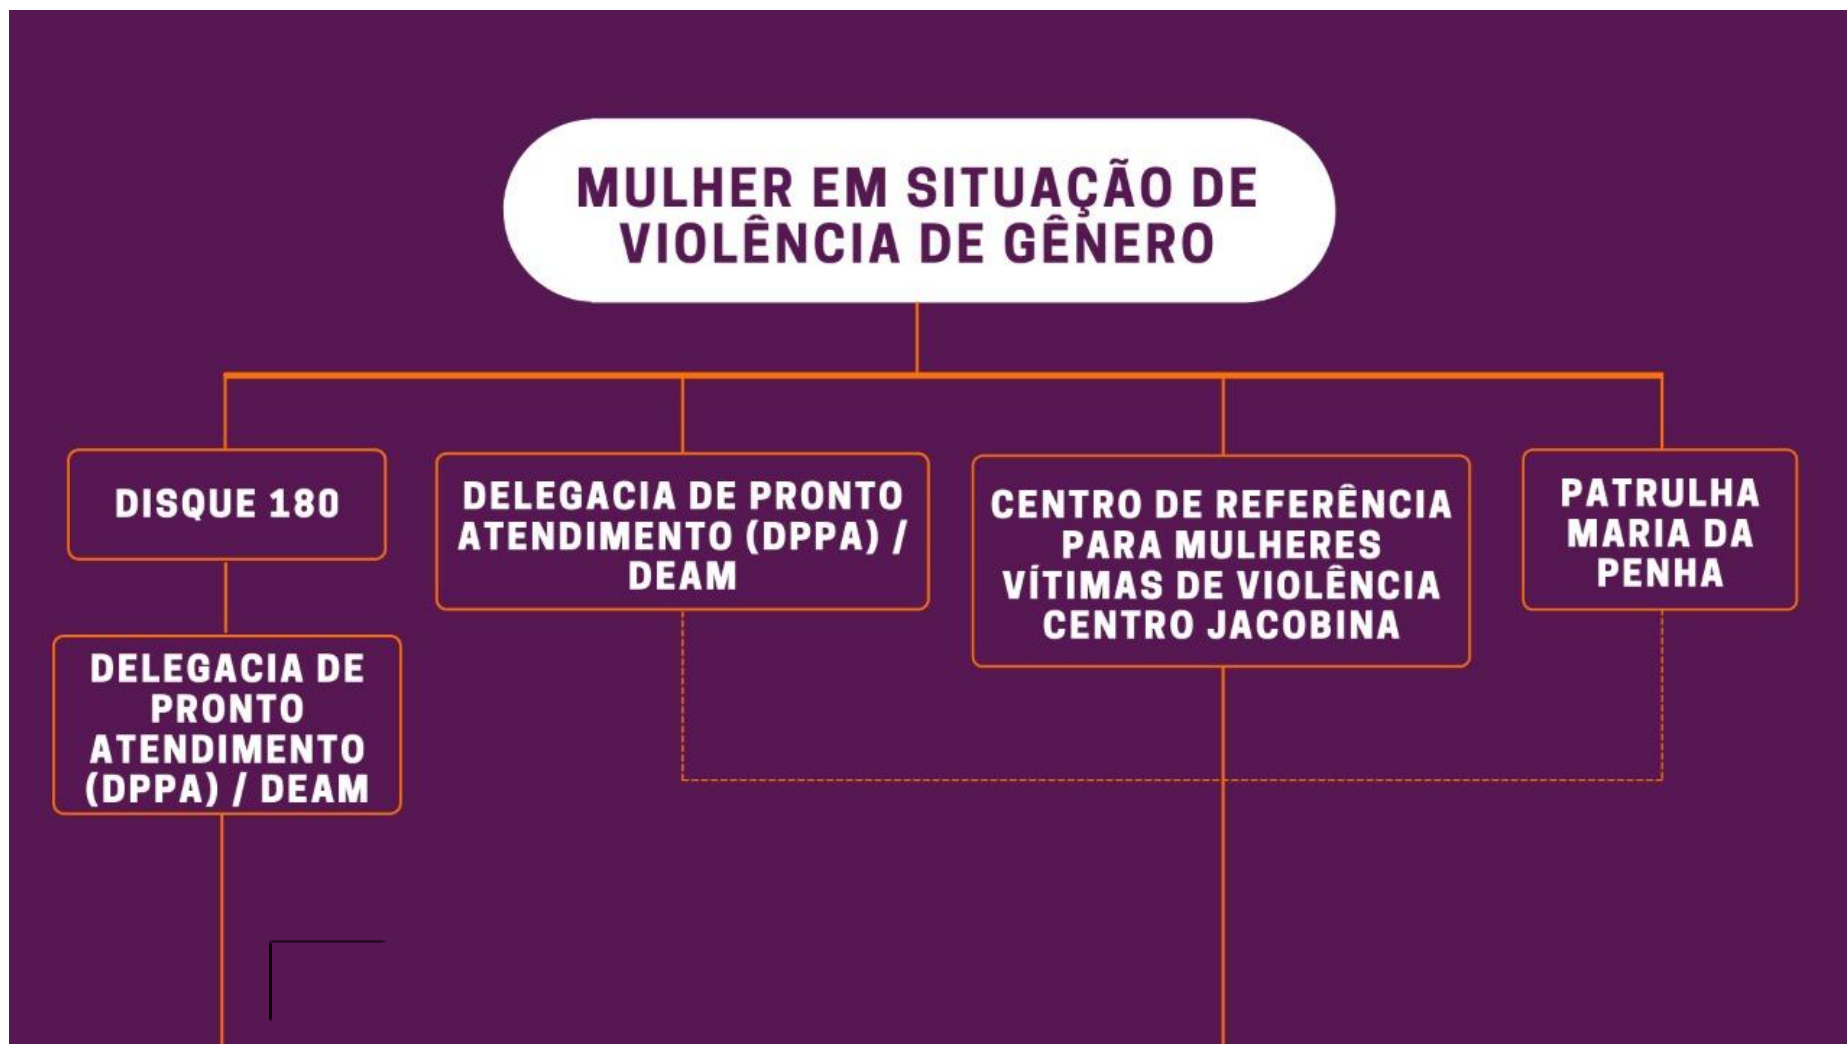 MULHER EM SITUAÇÃO DE
VIOLÊNCIA DE GÊNERO
DISQUE 180
DELEGACIA DE PRONTO
ATENDIMENTO (DPPA) /
DEAM
CENTRO DE REFERÊNCIA
PARA MULHERES
VÍTIMAS DE VIOLÊNCIA
CENTRO JACOBINA
PATRULHA
MARIA DA
PENHA
DELEGACIA DE
PRONTO
ATENDIMENTO
(DPPA) / DEAM